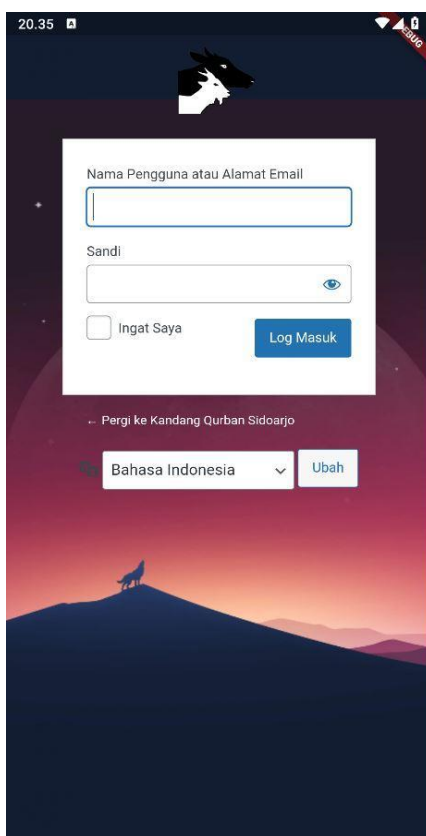 20.35 A
DEBUG
Nama Pengguna atau Alamat Email
Sandi
Ingat Saya
Log Masuk
← Pergi ke Kandang Qurban Sidoarjo
Bahasa Indonesia
Ubah